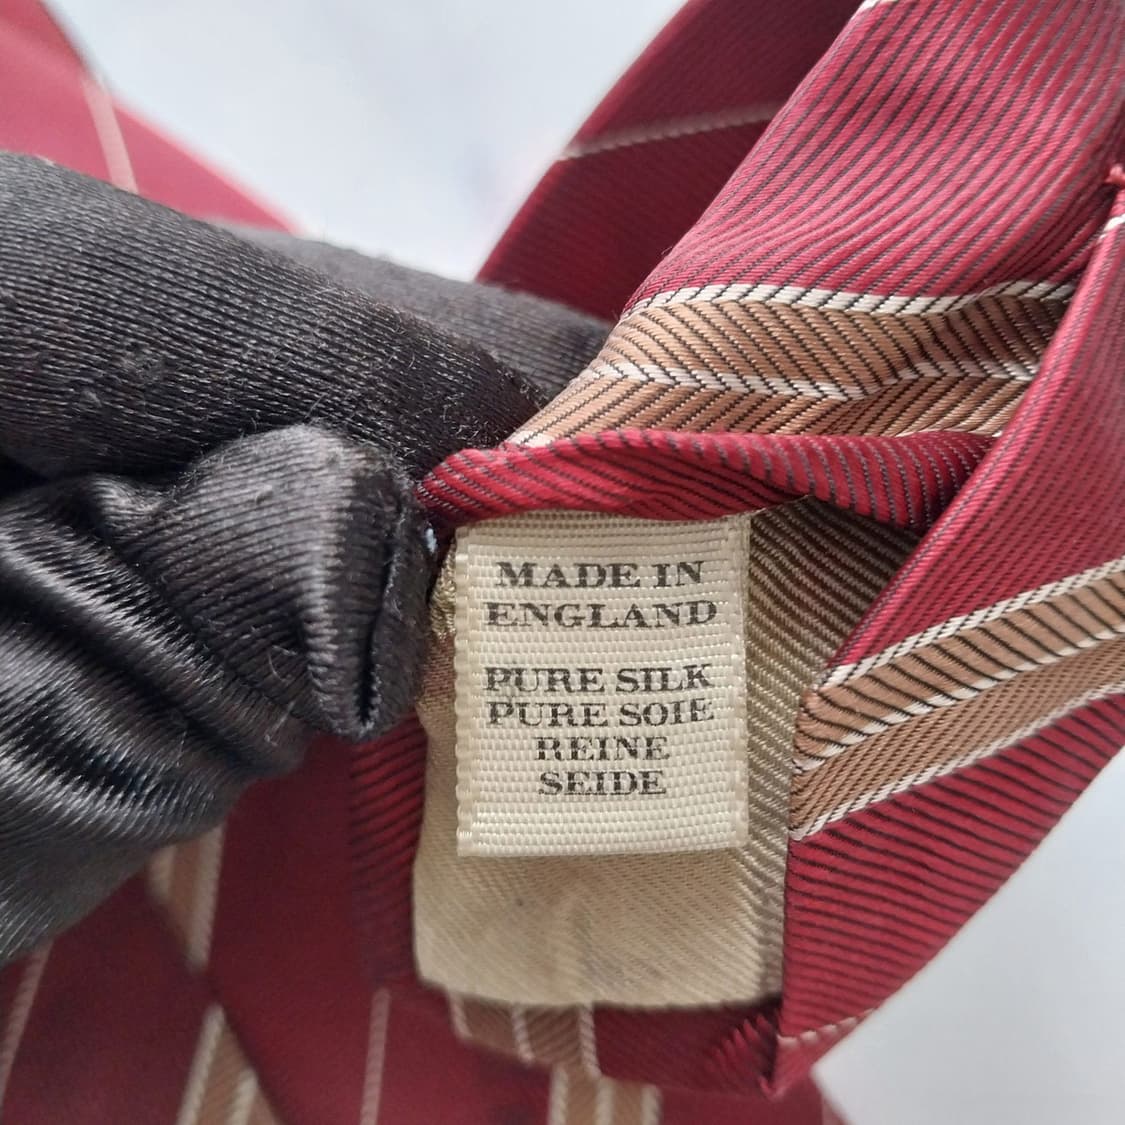 MADE IN
ENGLAND
PURE SILK
PURE SOIE
REINE
SEIDE